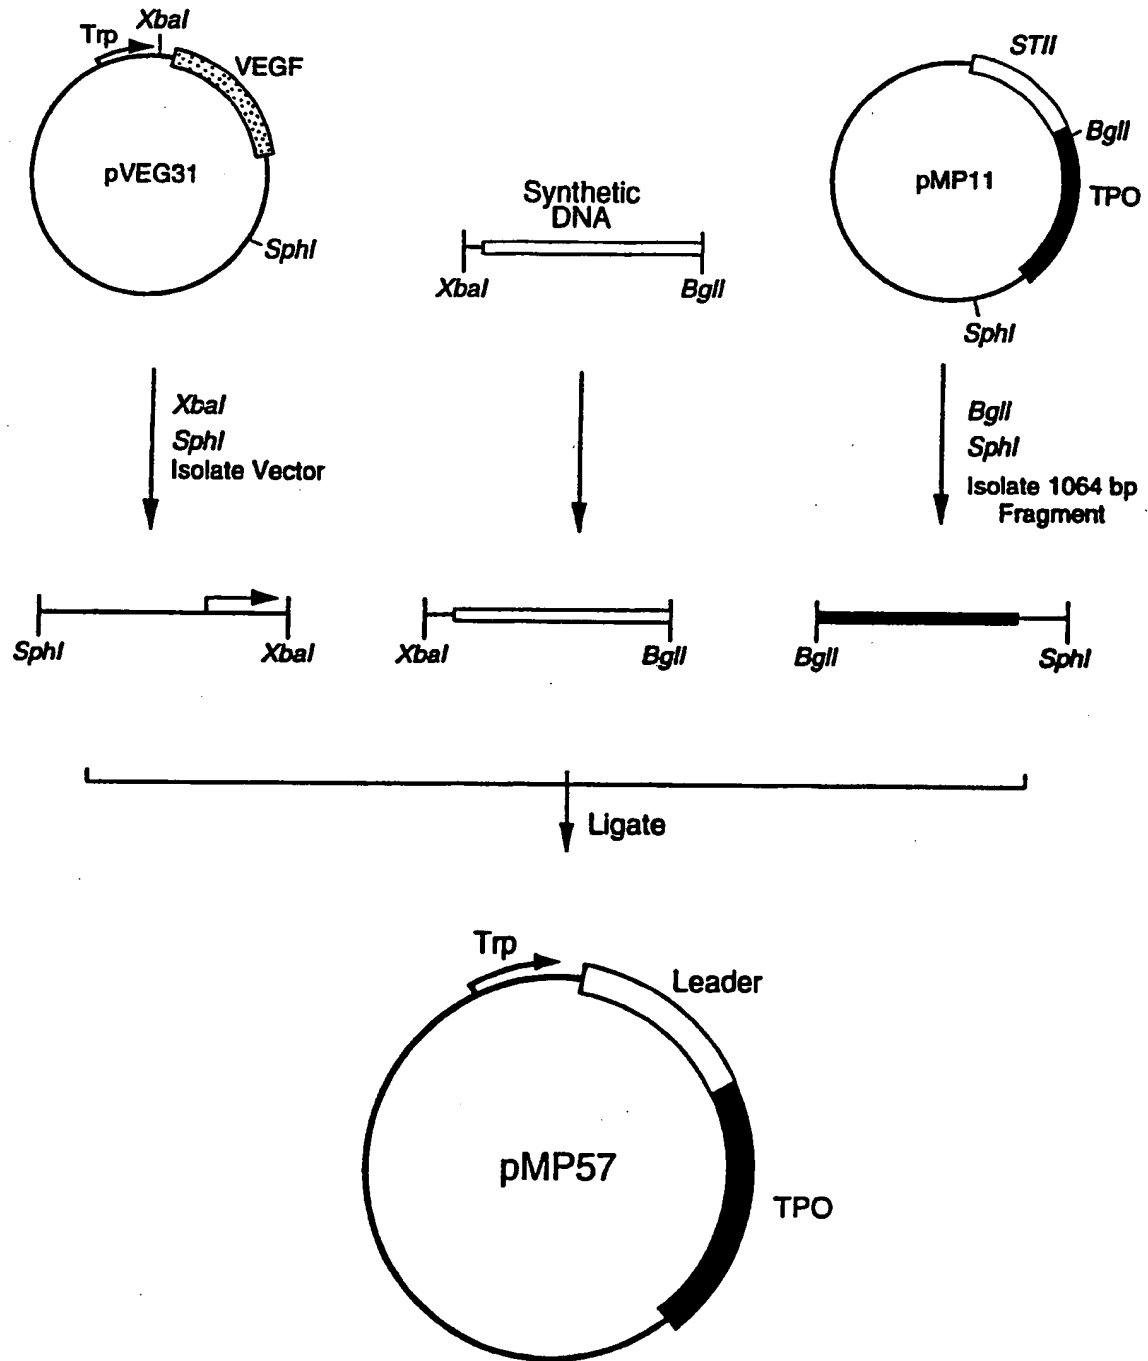 XbaI
Trp
VEGF
pVEG31
SphI
Synthetic
DNA
XbaI
BglI
STII
BglI
pMP11
TPO
SphI
XbaI
SphI
Isolate Vector
BglI
SphI
Isolate 1064 bp
Fragment
SphI
XbaI
XbaI
BglI
BglI
SphI
Ligate
Trp
Leader
pMP57
TPO